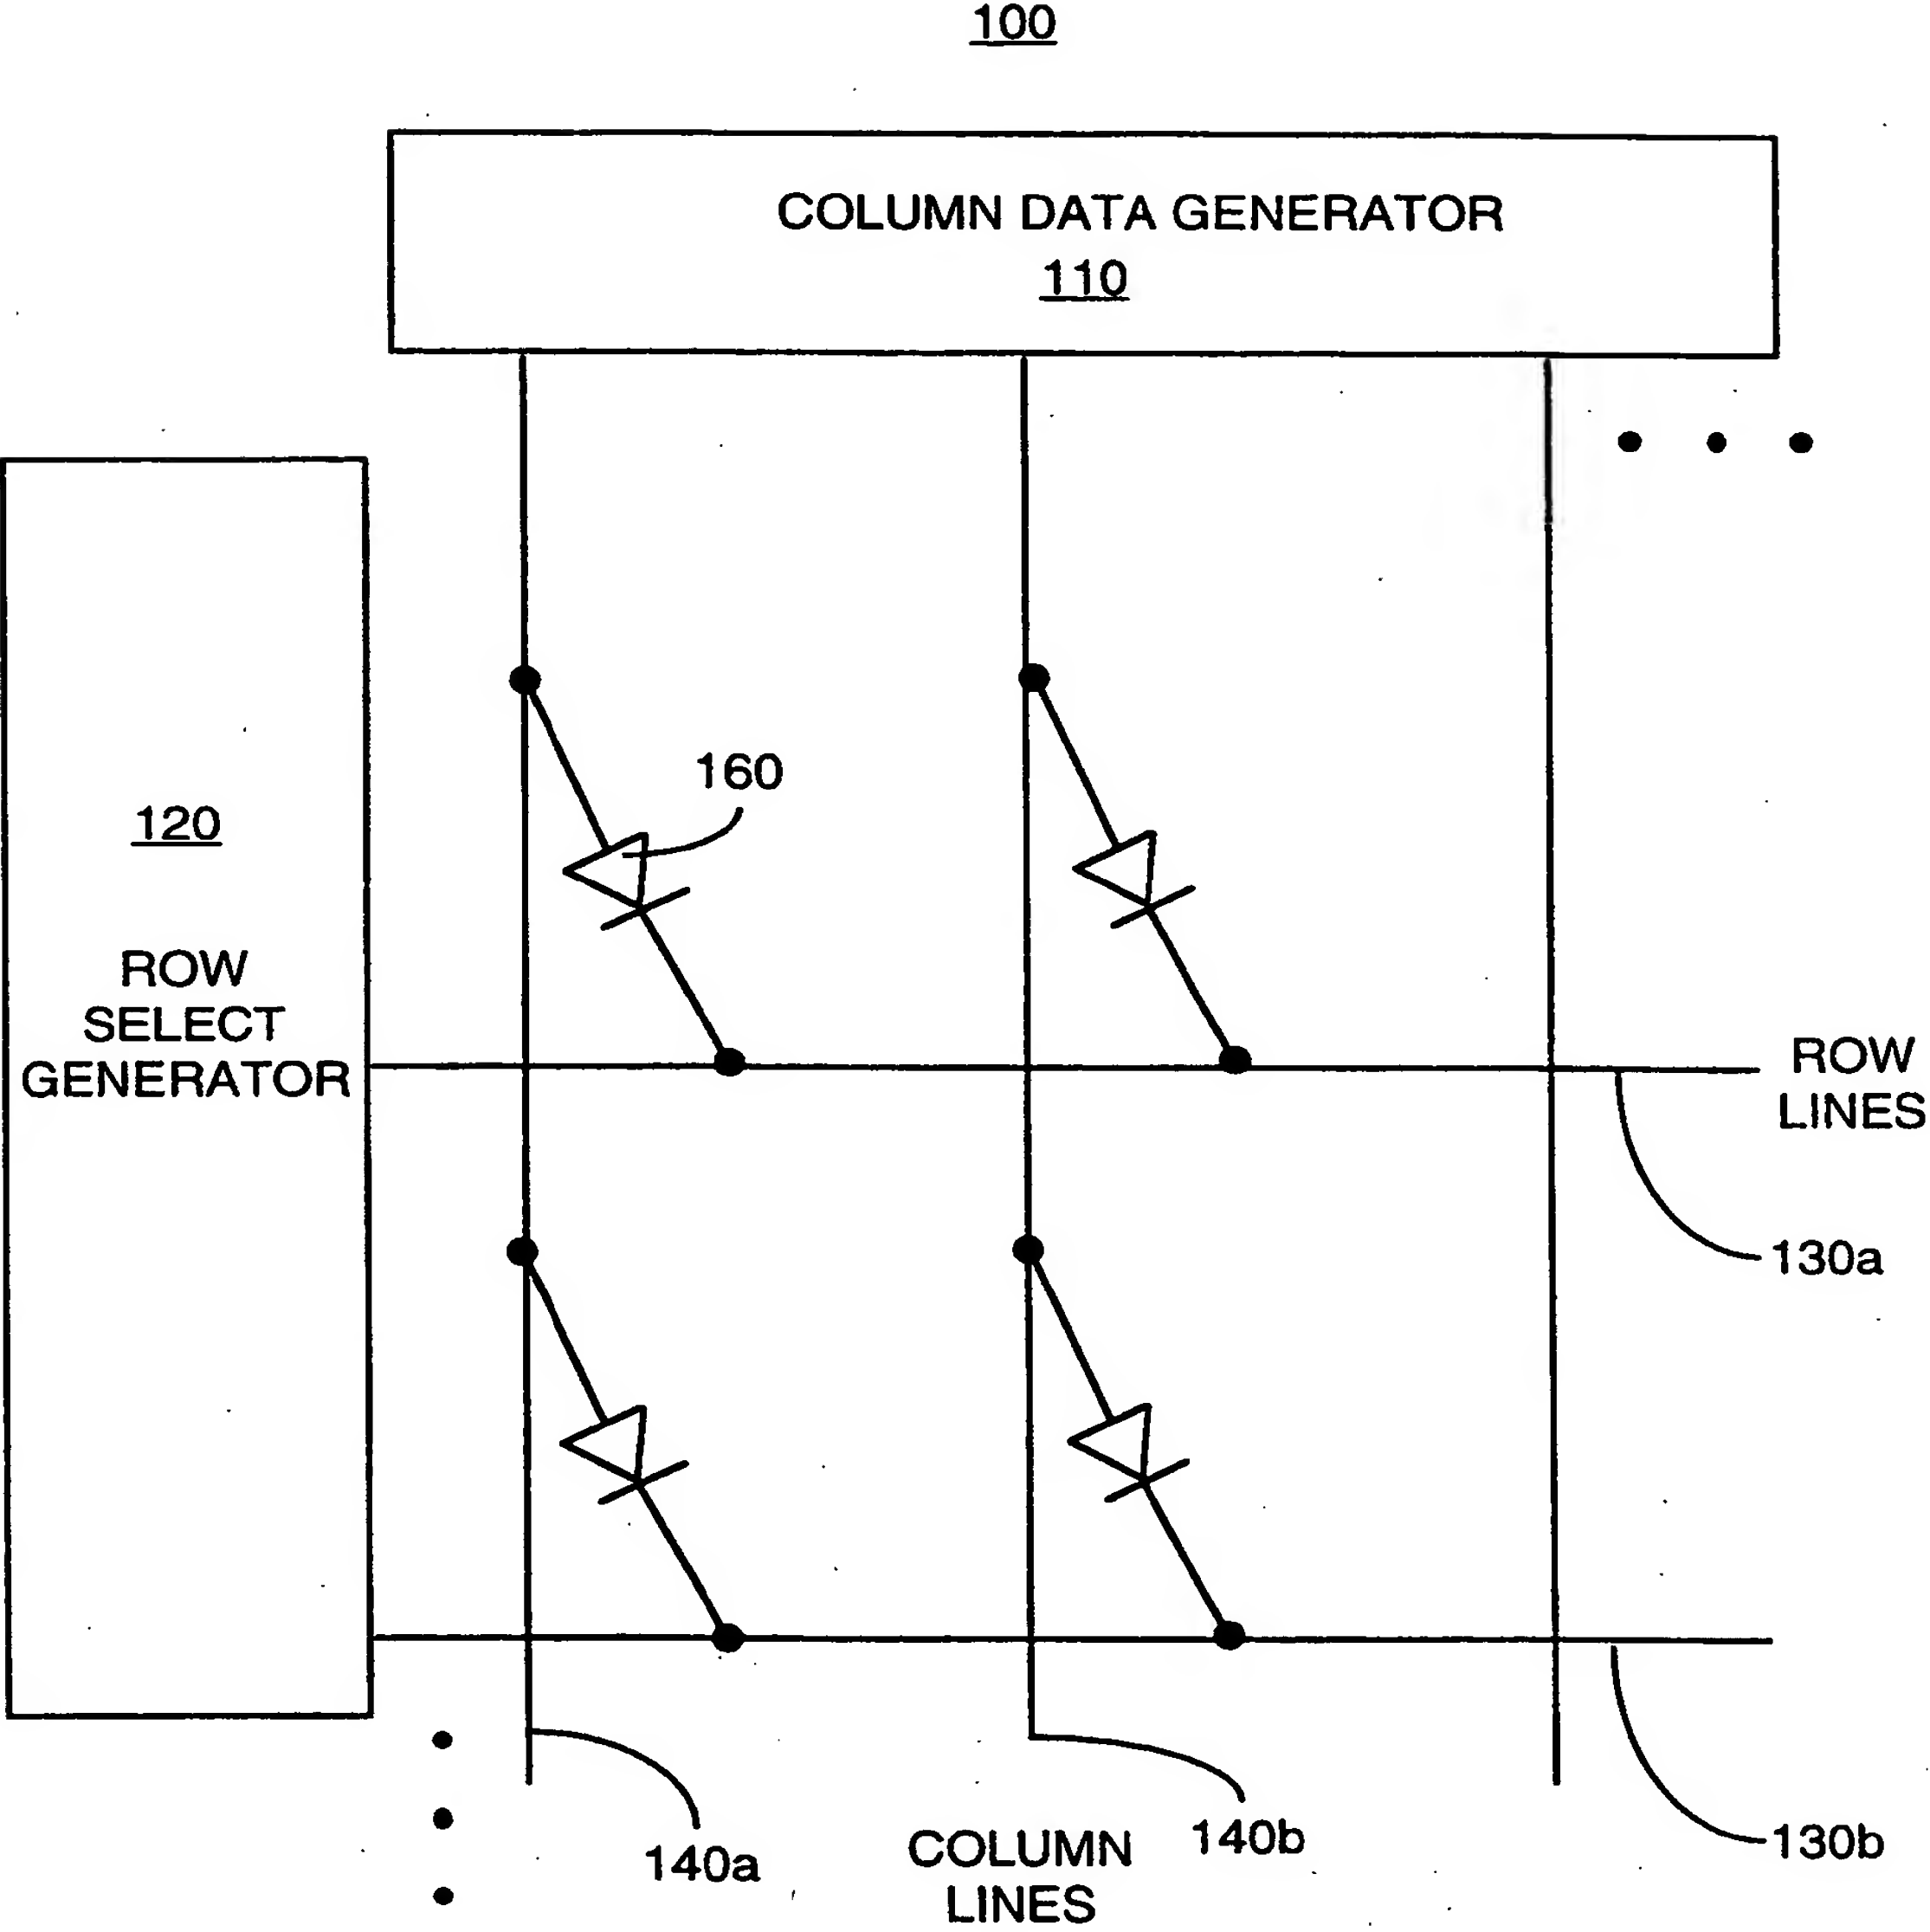 100
COLUMN DATA GENERATOR
110
160
120
ROW
SELECT
GENERATOR
ROW
LINES
130a
130b
140a
COLUMN
LINES
140b